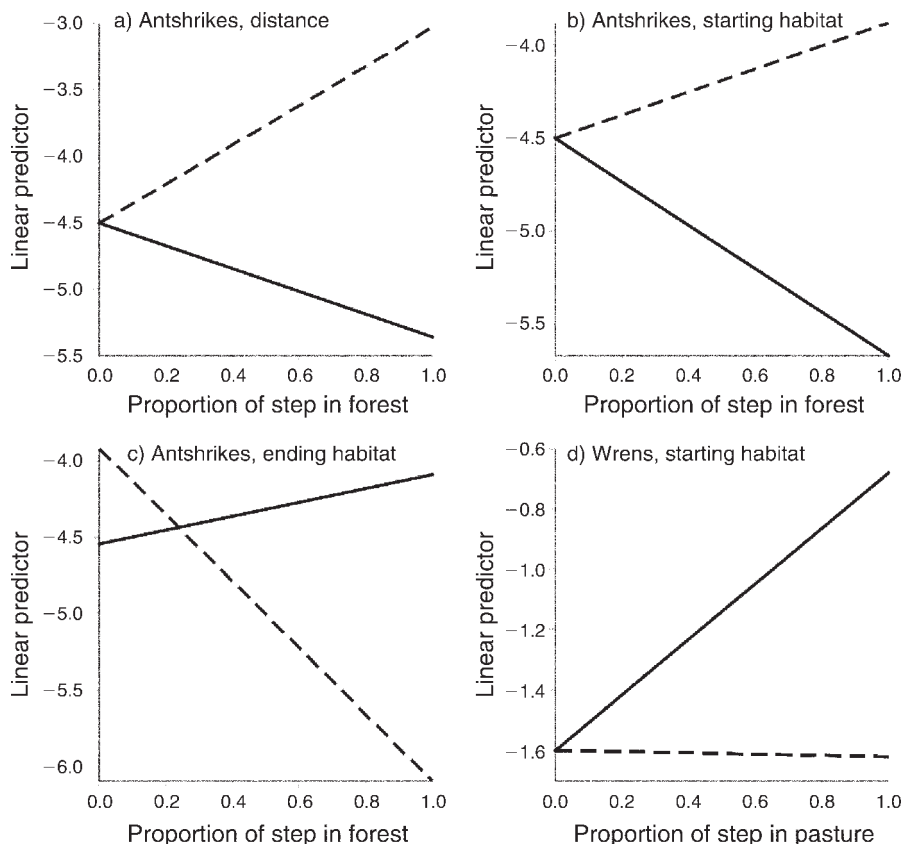 a) Antshrikes, distance
−3.0
−3.5
−4.0
−4.5
−5.0
−5.5
Linear predictor
0.0 0.2 0.4 0.6 0.8 1.0
Proportion of step in forest
b) Antshrikes, starting habitat
−4.0
−4.5
−5.0
−5.5
Linear predictor
0.0 0.2 0.4 0.6 0.8 1.0
Proportion of step in forest
c) Antshrikes, ending habitat
−4.0
−4.5
−5.0
−5.5
−6.0
Linear predictor
0.0 0.2 0.4 0.6 0.8 1.0
Proportion of step in forest
d) Wrens, starting habitat
−0.6
−0.8
−1.0
−1.2
−1.4
−1.6
Linear predictor
0.0 0.2 0.4 0.6 0.8 1.0
Proportion of step in pasture